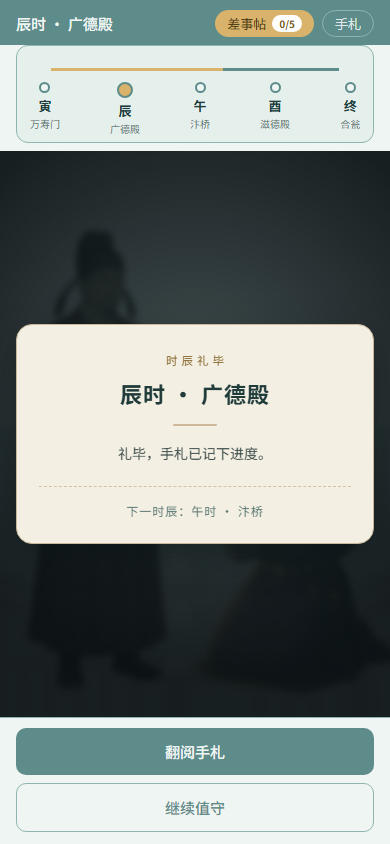 辰时 · 广德殿
差事帖 0/5
手札
寅
万寿门
辰
广德殿
午
汴桥
酉
滋德殿
终
合瓮
时辰礼毕
辰时 · 广德殿
礼毕，手札已记下进度。
下一时辰：午时 · 汴桥
翻阅手札
继续值守